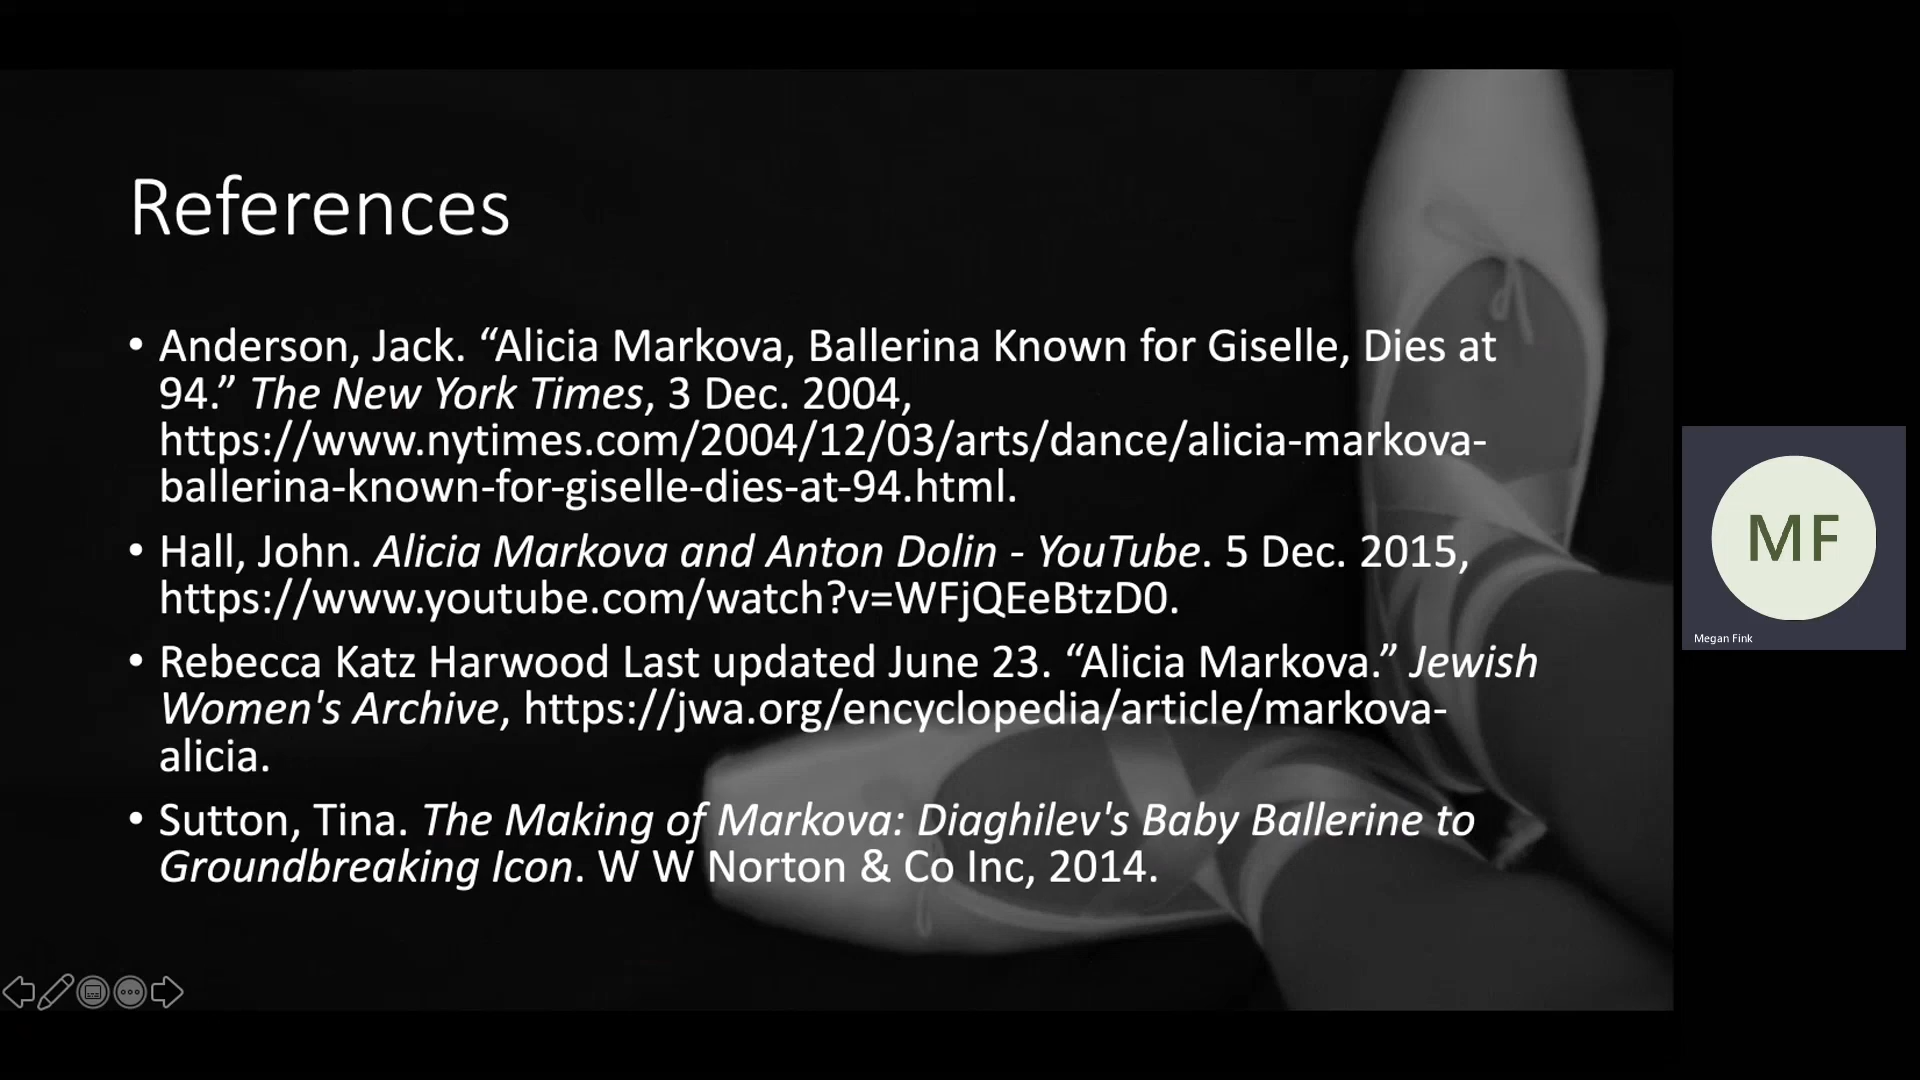 References
• Anderson, Jack. “Alicia Markova, Ballerina Known for Giselle, Dies at
94.” The New York Times, 3 Dec. 2004,
https://www.nytimes.com/2004/12/03/arts/dance/alicia-markova-
ballerina-known-for-giselle-dies-at-94.html.
• Hall, John. Alicia Markova and Anton Dolin - YouTube. 5 Dec. 2015,
https://www.youtube.com/watch?v=WFjQEeBtzD0.
• Rebecca Katz Harwood Last updated June 23. “Alicia Markova.” Jewish
Women's Archive, https://jwa.org/encyclopedia/article/markova-
alicia.
• Sutton, Tina. The Making of Markova: Diaghilev's Baby Ballerine to
Groundbreaking Icon. W W Norton & Co Inc, 2014.
MF
Megan Fink